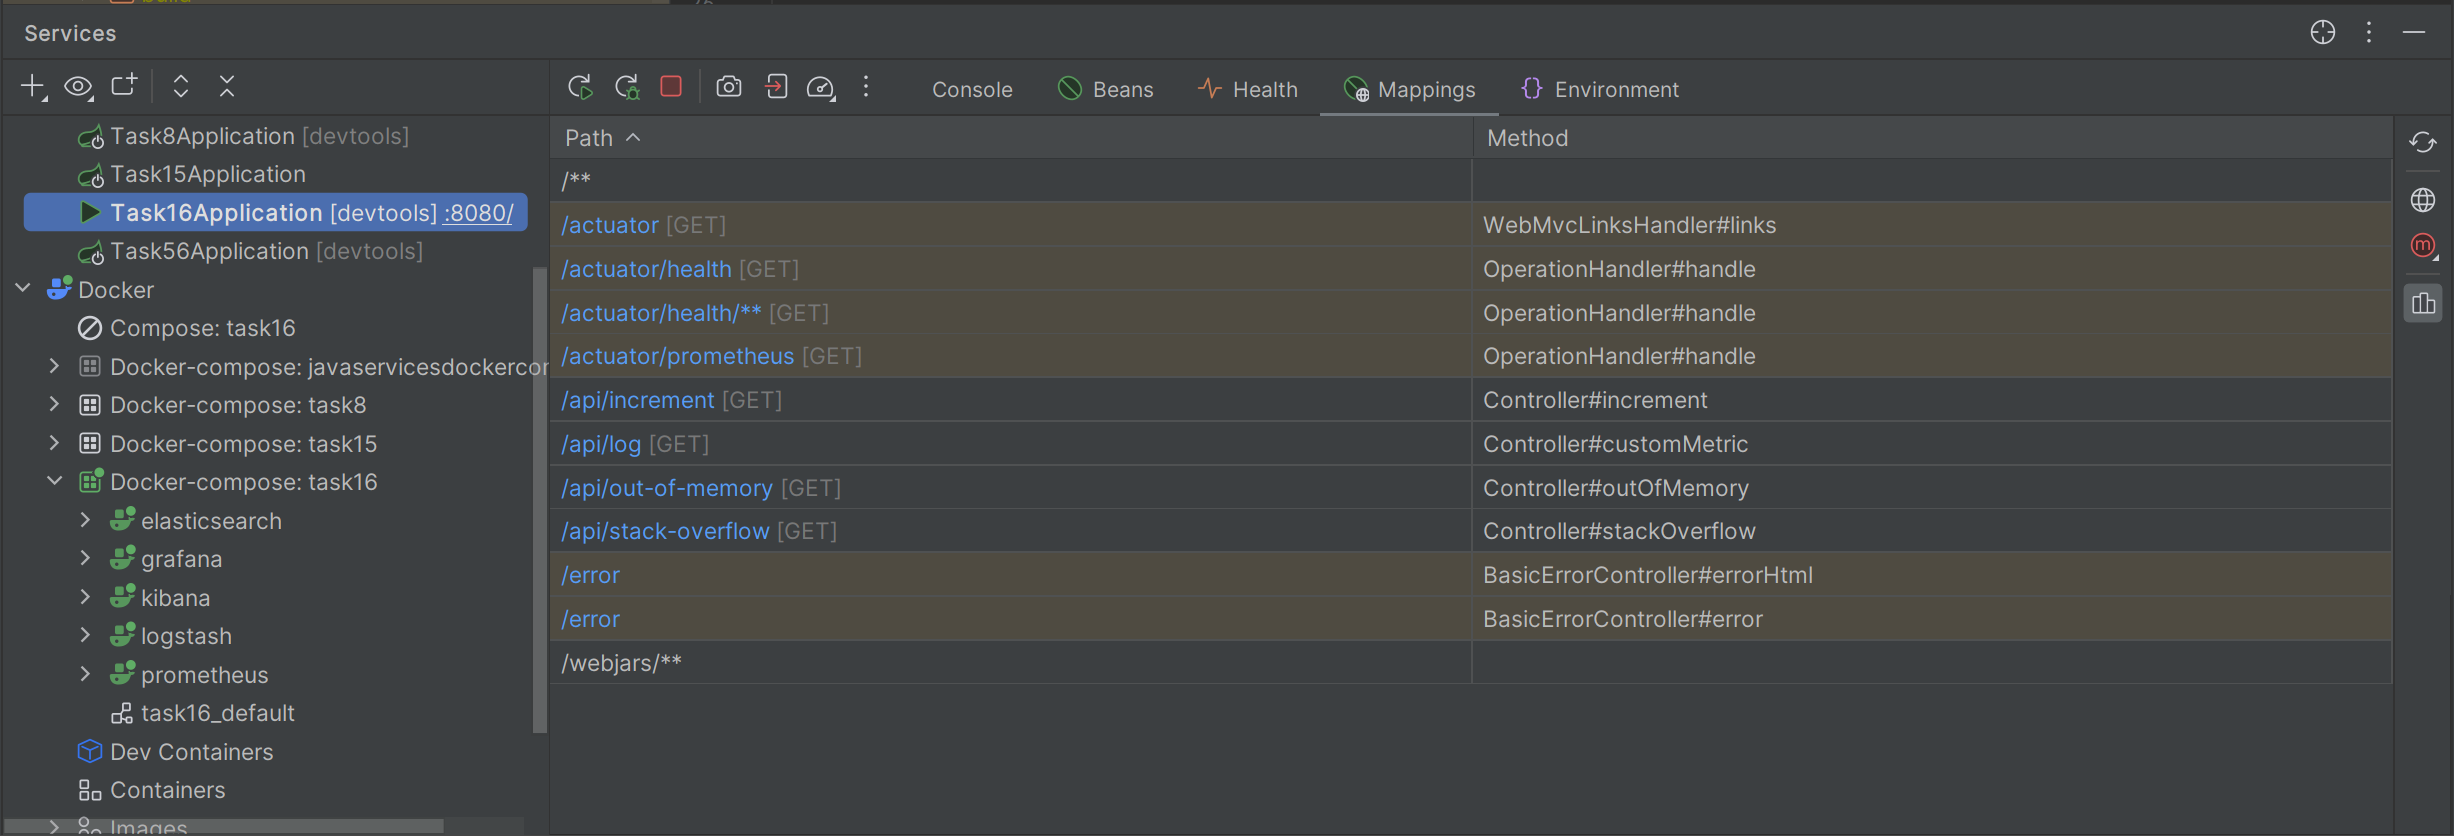 build
Services
Console Beans Health Mappings Environment
Task8Application [devtools]
Task15Application
Task16Application [devtools] :8080/
Task56Application [devtools]
Docker
Compose: task16
Docker-compose: javaservicesdockercor
Docker-compose: task8
Docker-compose: task15
Docker-compose: task16
elasticsearch
grafana
kibana
logstash
prometheus
task16_default
Dev Containers
Containers
Images
Path Method
/**
/actuator [GET] WebMvcLinksHandler#links
/actuator/health [GET] OperationHandler#handle
/actuator/health/** [GET] OperationHandler#handle
/actuator/prometheus [GET] OperationHandler#handle
/api/increment [GET] Controller#increment
/api/log [GET] Controller#customMetric
/api/out-of-memory [GET] Controller#outOfMemory
/api/stack-overflow [GET] Controller#stackOverflow
/error BasicErrorController#errorHtml
/error BasicErrorController#error
/webjars/**